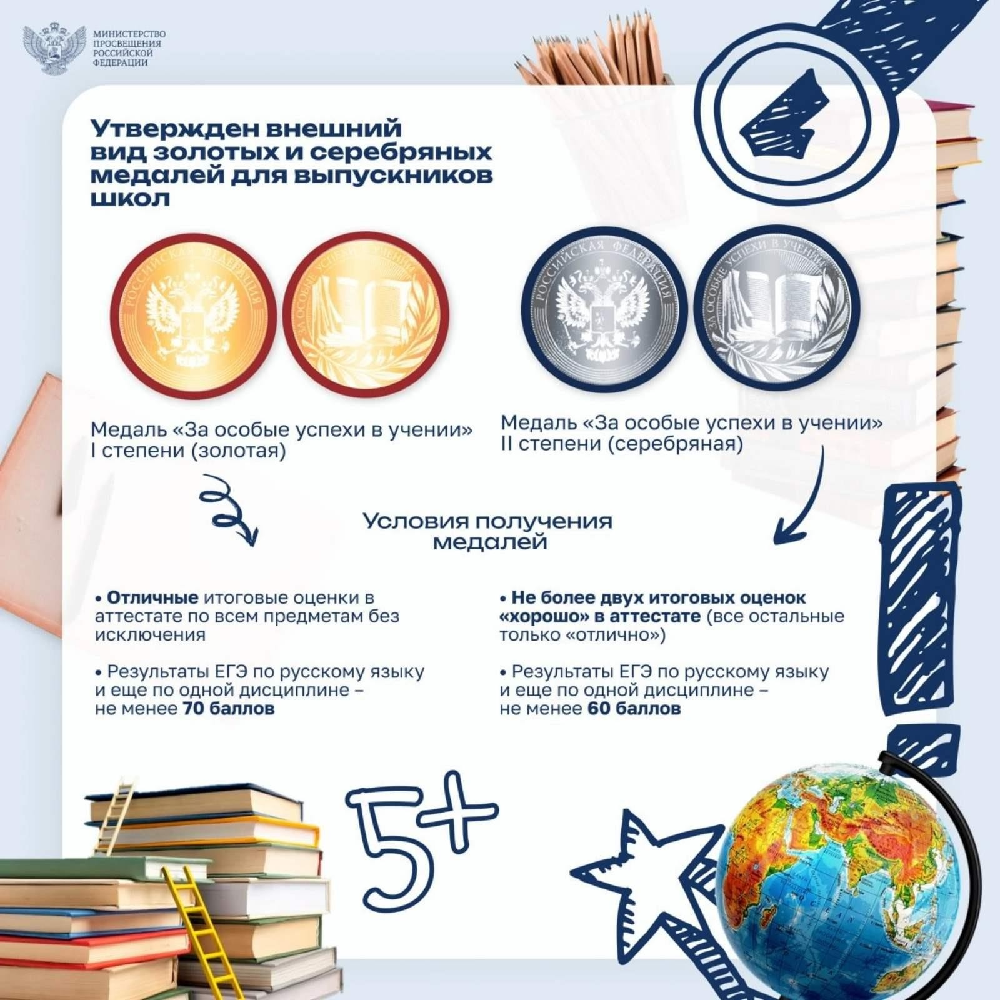 МИНИСТЕРСТВО
ПРОСВЕЩЕНИЯ
РОССИЙСКОЙ
ФЕДЕРАЦИИ
Утвержден внешний
вид золотых и серебряных
медалей для выпускников
школ
РОССИЙСКАЯ ФЕДЕРАЦИЯ
ЗА ОСОБЫЕ УСПЕХИ В УЧЕНИИ
РОССИЙСКАЯ ФЕДЕРАЦИЯ
ЗА ОСОБЫЕ УСПЕХИ В УЧЕНИИ
Медаль «За особые успехи в учении»
I степени (золотая)
Медаль «За особые успехи в учении»
II степени (серебряная)
Условия получения
медалей
• Отличные итоговые оценки в
аттестате по всем предметам без
исключения
• Результаты ЕГЭ по русскому языку
и еще по одной дисциплине –
не менее 70 баллов
• Не более двух итоговых оценок
«хорошо» в аттестате (все остальные
только «отлично»)
• Результаты ЕГЭ по русскому языку
и еще по одной дисциплине –
не менее 60 баллов
5+